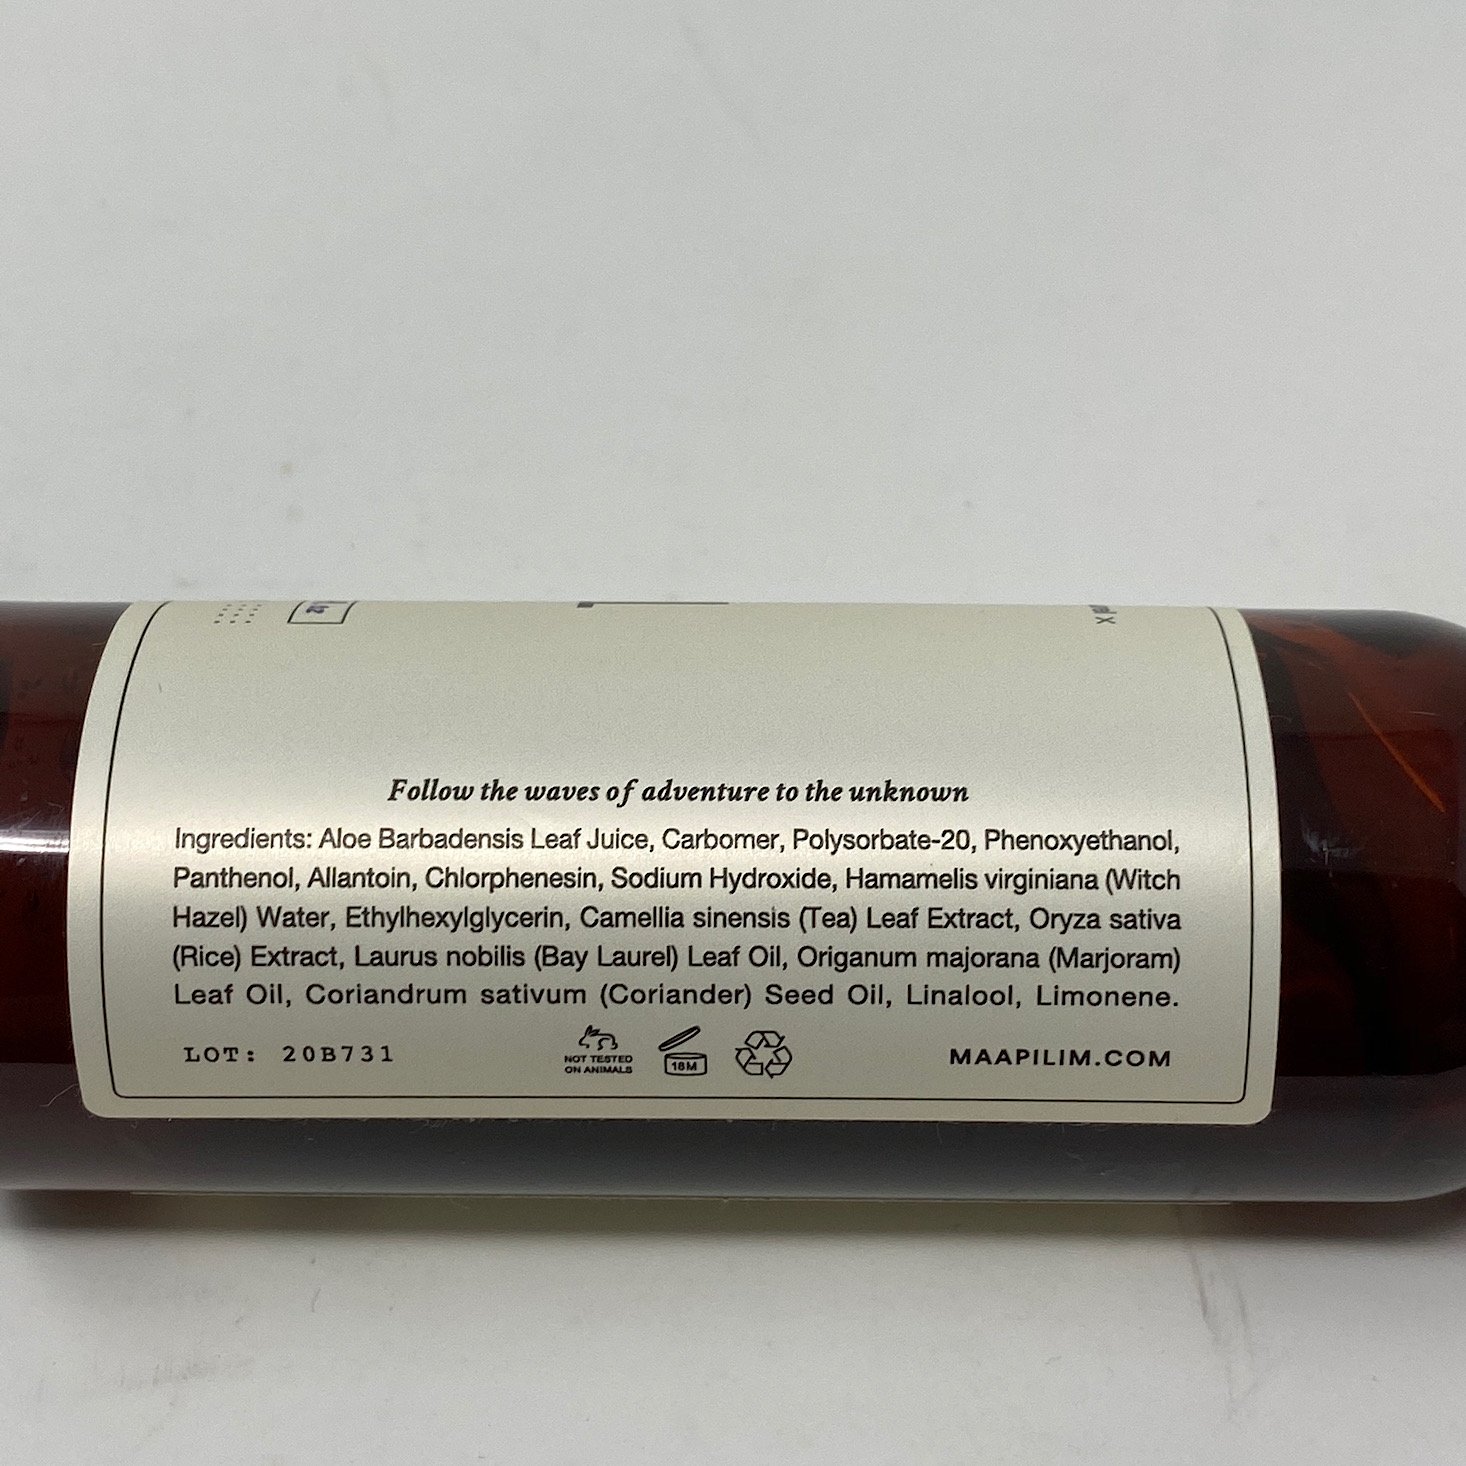 Follow the waves of adventure to the unknown
Ingredients: Aloe Barbadensis Leaf Juice, Carbomer, Polysorbate-20, Phenoxyethanol,
Panthenol, Allantoin, Chlorphenesin, Sodium Hydroxide, Hamamelis virginiana (Witch
Hazel) Water, Ethylhexylglycerin, Camellia sinensis (Tea) Leaf Extract, Oryza sativa
(Rice) Extract, Laurus nobilis (Bay Laurel) Leaf Oil, Origanum majorana (Marjoram)
Leaf Oil, Coriandrum sativum (Coriander) Seed Oil, Linalool, Limonene.
LOT: 20B731
NOT TESTED
ON ANIMALS
18M
MAAPILIM.COM